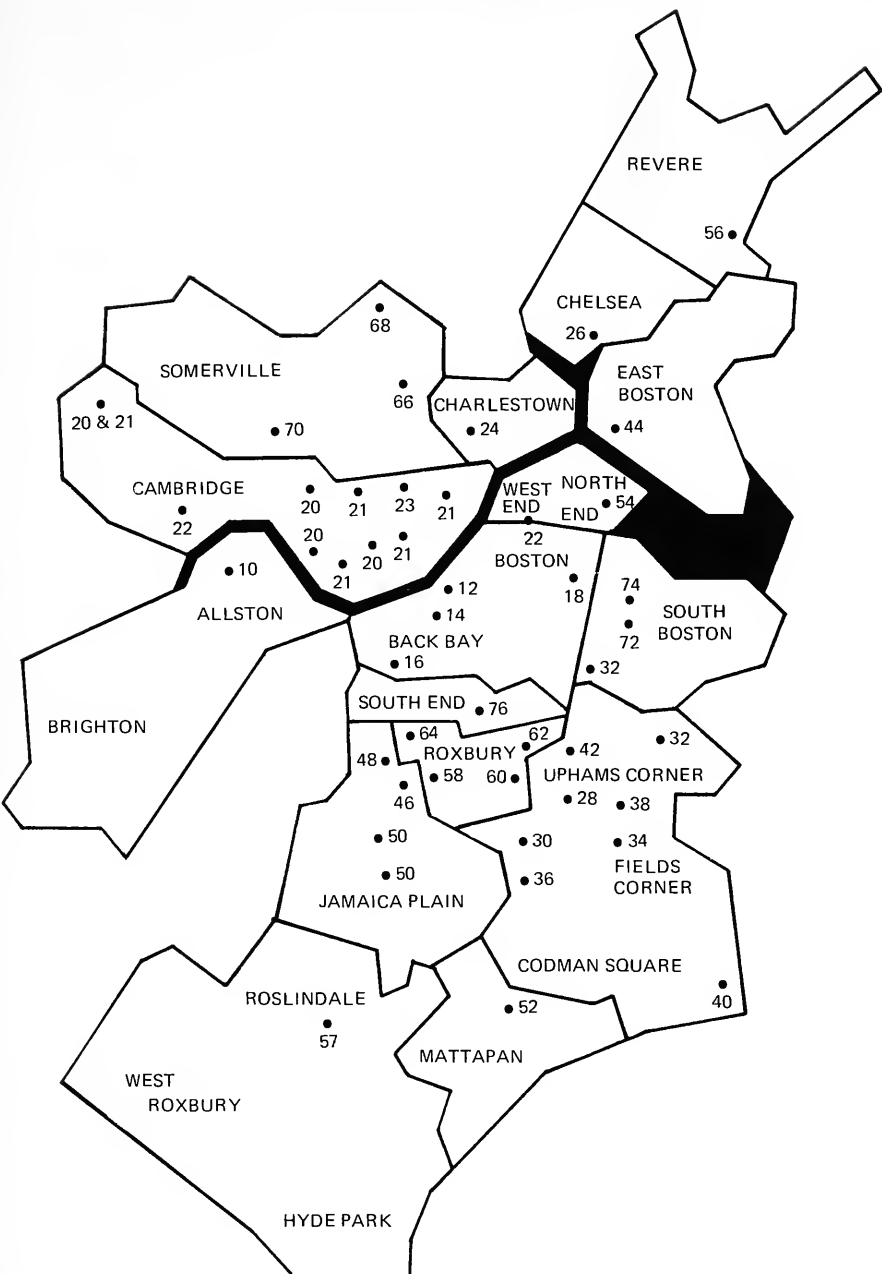 REVERE
56
CHELSEA
26
68
SOMERVILLE
EAST
BOSTON
66
CHARLESTOWN
20 & 21
70
24
44
CAMBRIDGE
22
20
21
23
21
WEST
END
NORTH
END
54
22
20
21
20
21
BOSTON
10
12
18
74
ALLSTON
14
72
SOUTH
BOSTON
BACK BAY
16
32
SOUTH END
76
BRIGHTON
64
62
32
48
ROXBURY
42
46
58
60
UPHAMS CORNER
28
38
50
30
34
50
36
FIELDS
CORNER
JAMAICA PLAIN
CODMAN SQUARE
40
ROSLINDALE
57
52
MATTAPAN
WEST
ROXBURY
HYDE PARK